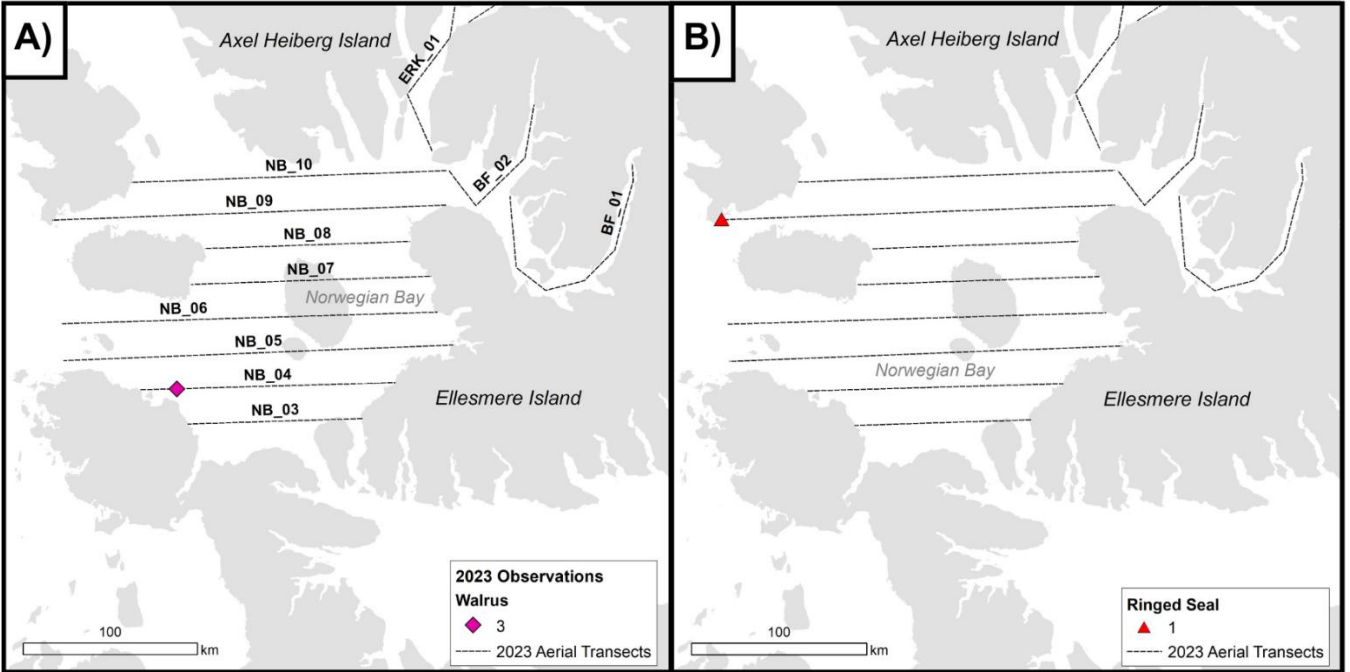 A)
Axel Heiberg Island
ERK_01
NB_10
BF_02
NB_09
BF_01
NB_08
NB_07
Norwegian Bay
NB_06
NB_05
NB_04
Ellesmere Island
NB_03
2023 Observations
Walrus
3
2023 Aerial Transects
100
km
B)
Axel Heiberg Island
Norwegian Bay
Ellesmere Island
Ringed Seal
1
2023 Aerial Transects
100
km